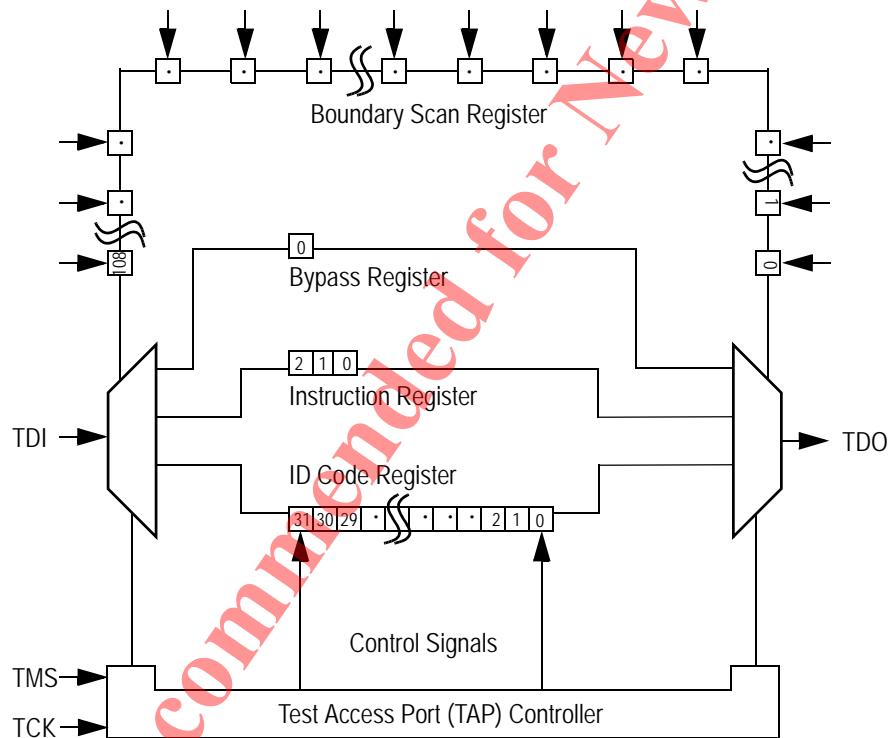 Boundary Scan Register
108
1
0
0
Bypass Register
2 1 0
Instruction Register
TDI
TDO
ID Code Register
31 30 29 · · · · 2 1 0
Control Signals
TMS
Test Access Port (TAP) Controller
TCK
commended for New